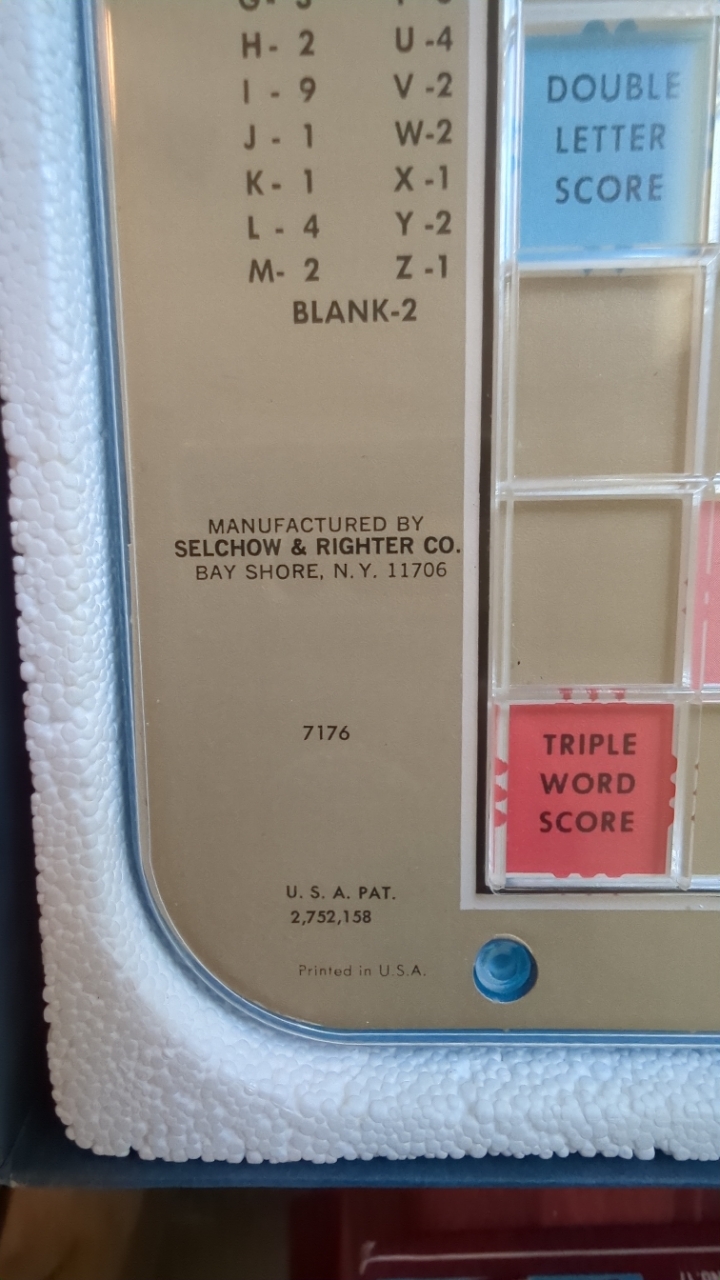 G- 3
H- 2 U -4
I - 9 V -2
J - 1 W-2
K- 1 X -1
L - 4 Y -2
M- 2 Z -1
BLANK-2
MANUFACTURED BY
SELCHOW & RIGHTER CO.
BAY SHORE, N.Y. 11706
7176
U. S. A. PAT.
2,752,158
Printed in U.S.A.
DOUBLE
LETTER
SCORE
TRIPLE
WORD
SCORE